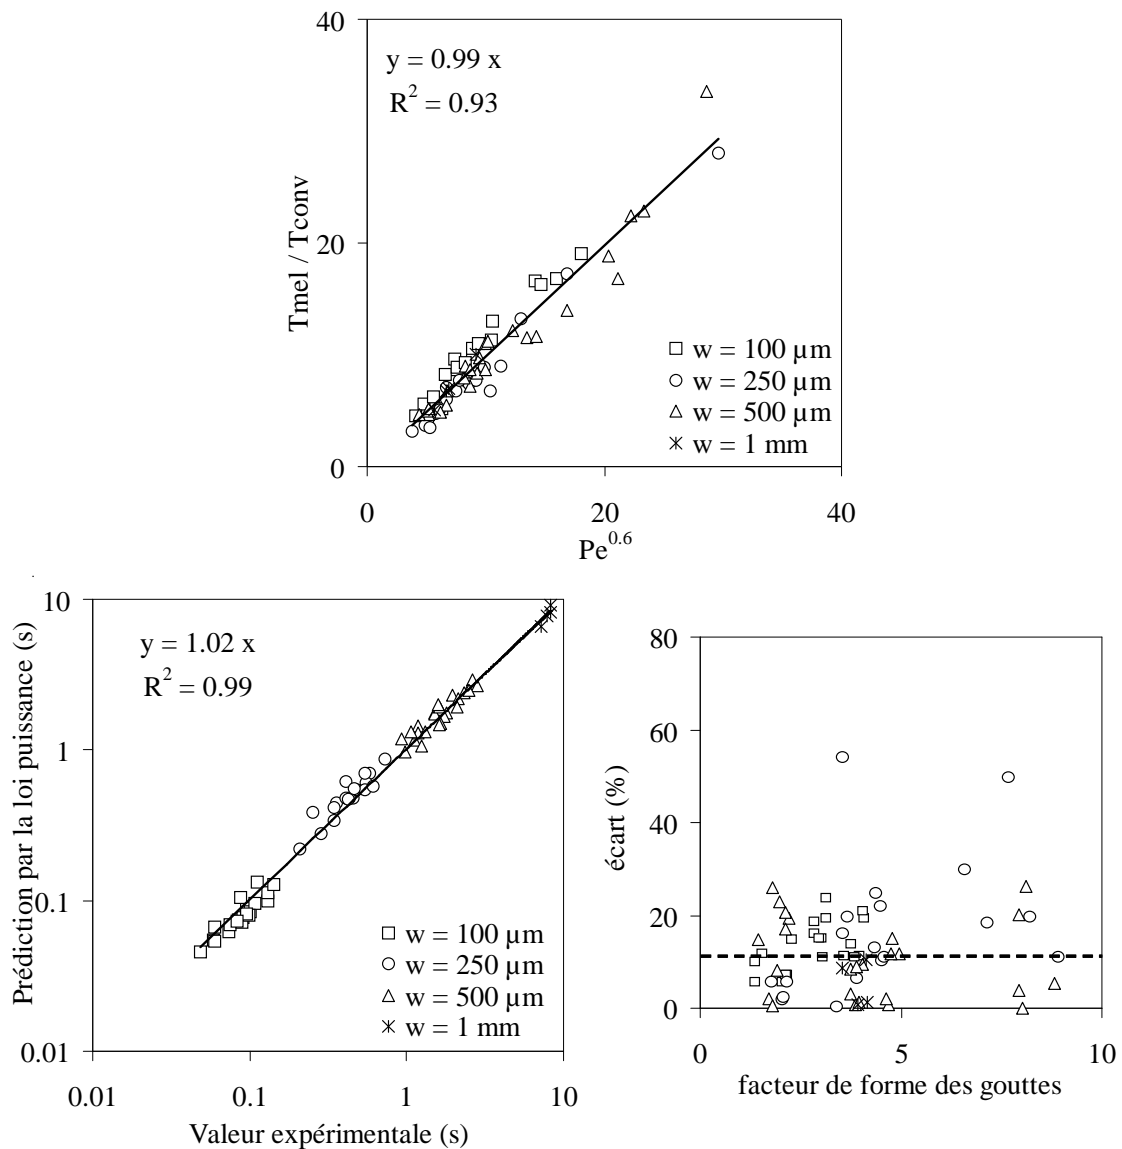 40
y = 0.99 x
R² = 0.93
Tmel / Tconv
20
w = 100 µm
w = 250 µm
w = 500 µm
w = 1 mm
0
0 20 40
Pe^0.6
10
y = 1.02 x
R² = 0.99
Prédiction par la loi puissance (s)
1
0.1
w = 100 µm
w = 250 µm
w = 500 µm
w = 1 mm
0.01
0.01 0.1 1 10
Valeur expérimentale (s)
80
60
écart (%)
40
20
0
0 5 10
facteur de forme des gouttes